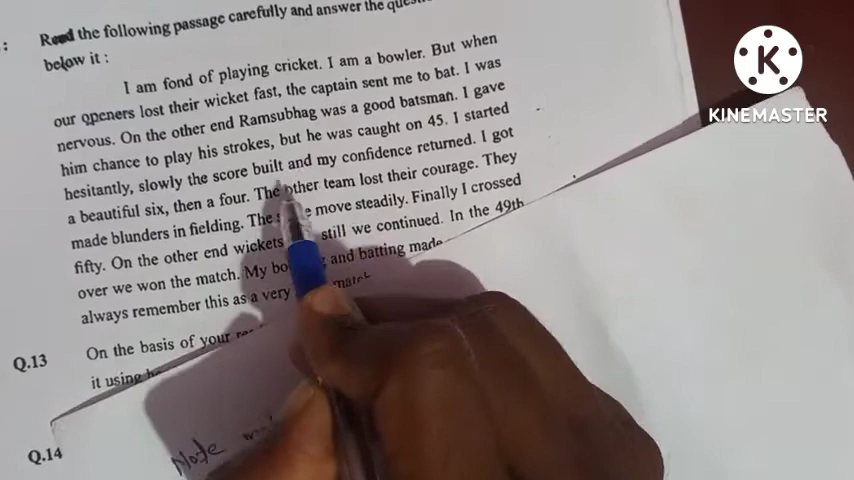 :
Read the following passage carefully and answer the
below it :
I am fond of playing cricket. I am a bowler. But when
our openers lost their wicket fast, the captain sent me to bat. I was
nervous. On the other end Ramsubhag was a good batsman. I gave
him chance to play his strokes, but he was caught on 45. I started
hesitantly, slowly the score built and my confidence returned. I got
a beautiful six, then a four. The other team lost their courage. They
made blunders in fielding. The move steadily. Finally I crossed
fifty. On the other end wickets still we continued. In the 49th
over we won the match. My and batting made
always remember this as a very match
Q.13 On the basis of your
it using
Q.14
Note
K
KINEMASTER